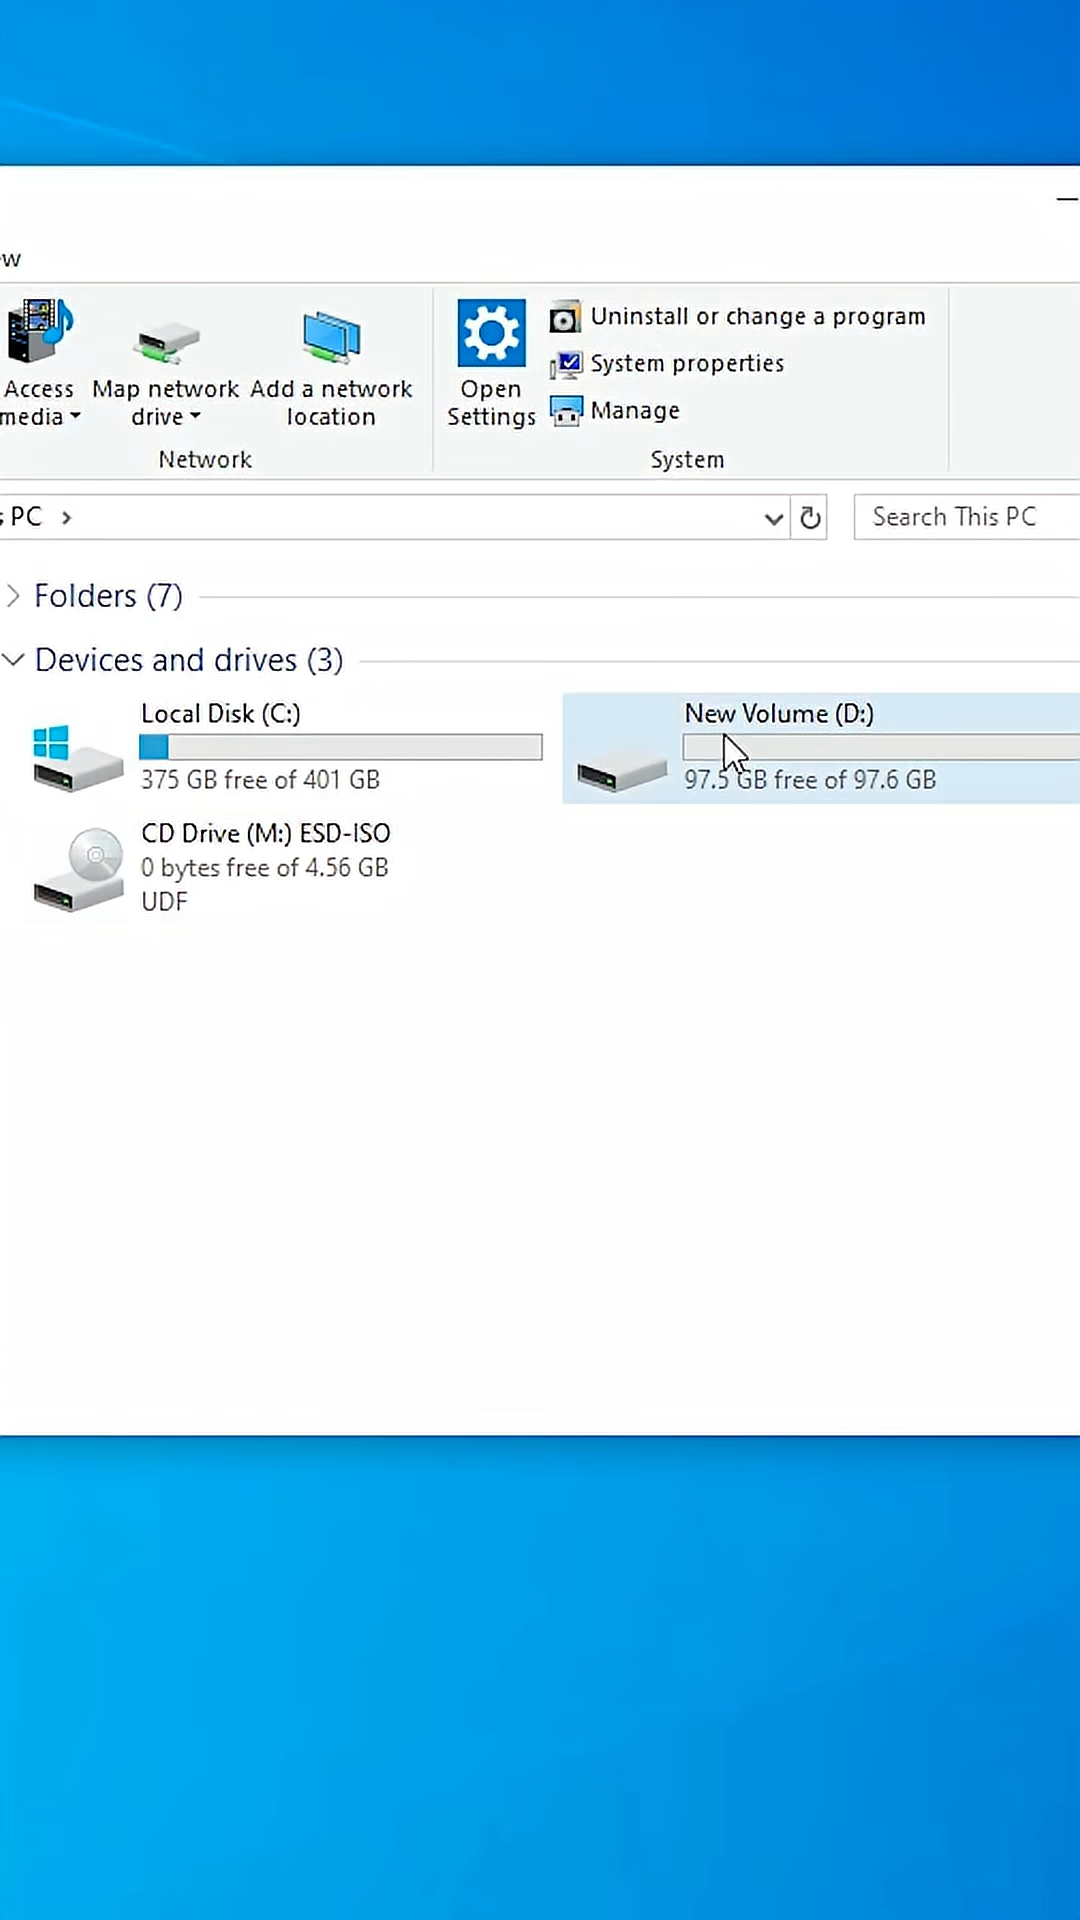 ew
Access
media
Map network
drive
Add a network
location
Network
Open
Settings
Uninstall or change a program
System properties
Manage
System
s PC
Search This PC
Folders (7)
Devices and drives (3)
Local Disk (C:)
375 GB free of 401 GB
New Volume (D:)
97.5 GB free of 97.6 GB
CD Drive (M:) ESD-ISO
0 bytes free of 4.56 GB
UDF